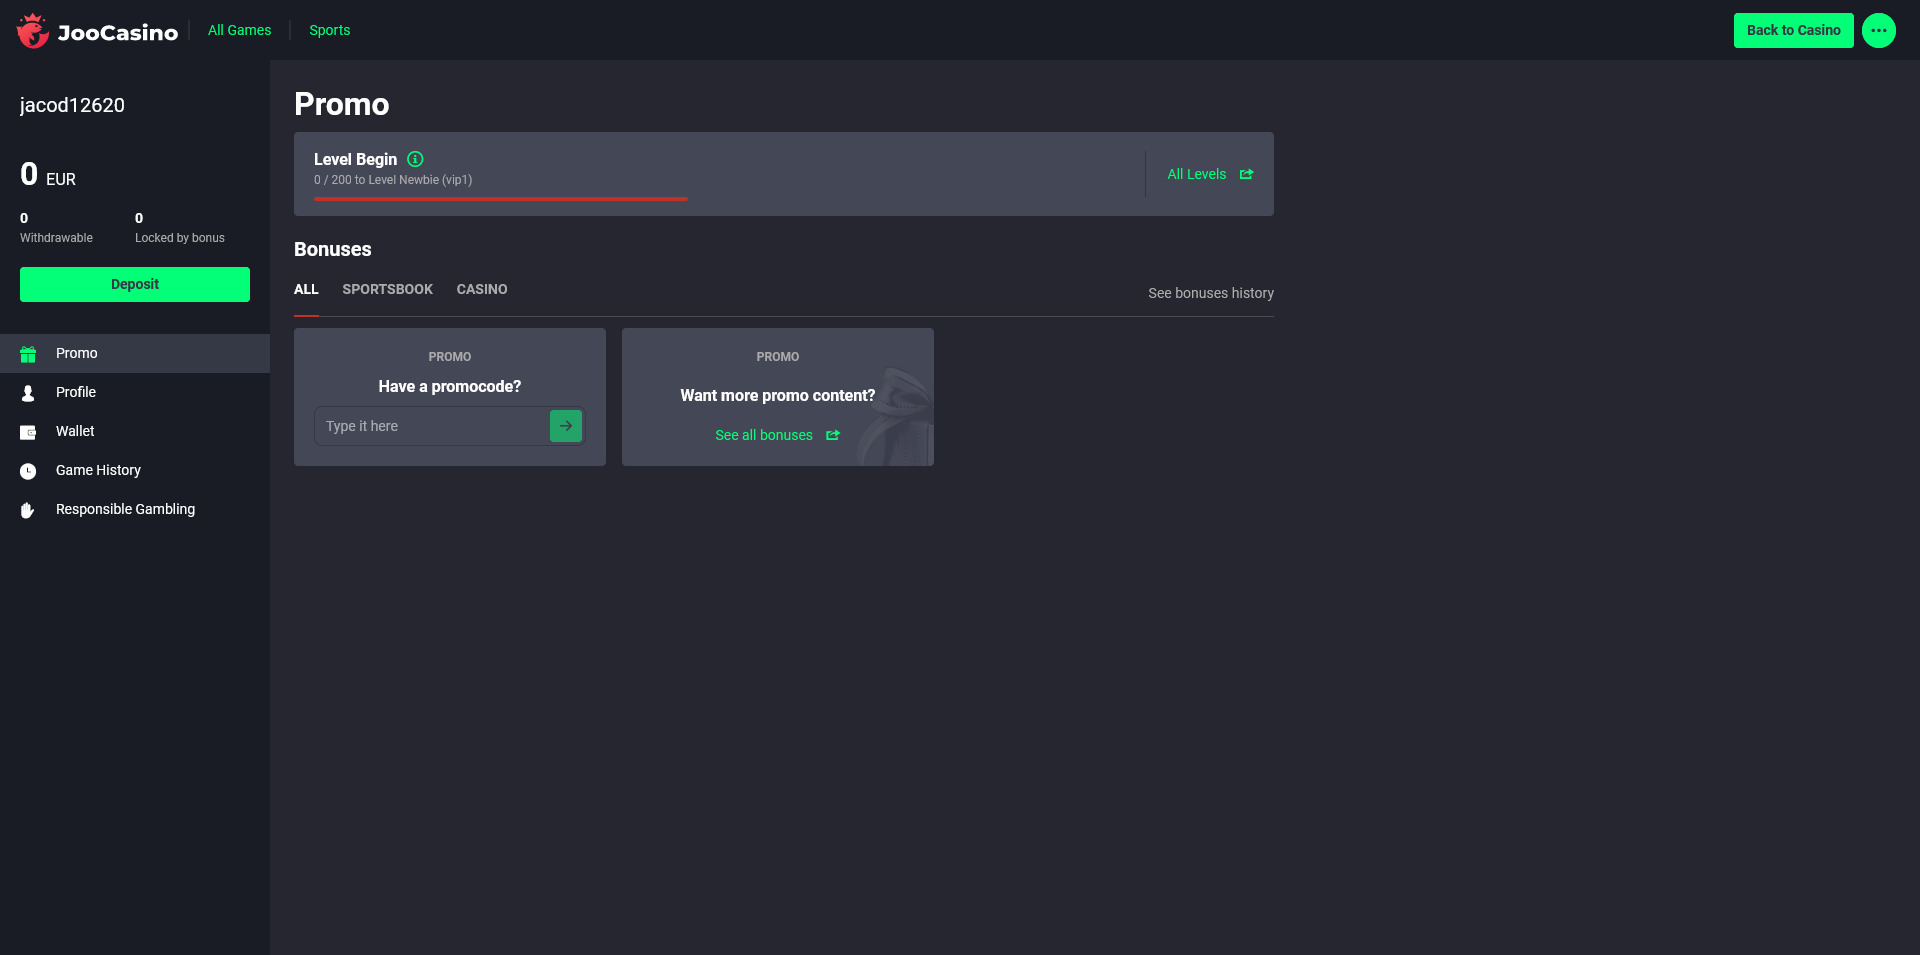 JooCasino
All Games
Sports
Back to Casino
jacod12620
0 EUR
0
Withdrawable
0
Locked by bonus
Deposit
Promo
Profile
Wallet
Game History
Responsible Gambling
Promo
Level Begin
0 / 200 to Level Newbie (vip1)
All Levels
Bonuses
ALL
SPORTSBOOK
CASINO
See bonuses history
PROMO
Have a promocode?
Type it here
PROMO
Want more promo content?
See all bonuses